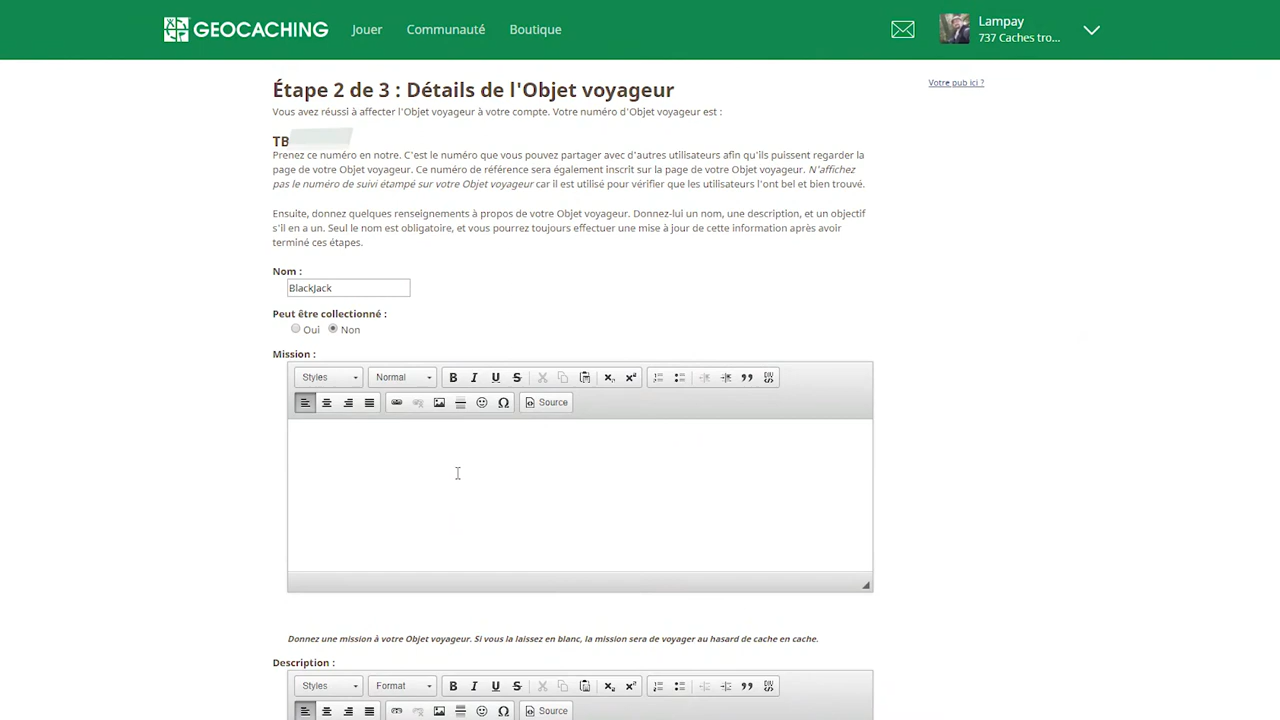 GEOCACHING Jouer Communauté Boutique
Lampay
737 Caches tro...
Votre pub ici ?
Étape 2 de 3 : Détails de l'Objet voyageur
Vous avez réussi à affecter l'Objet voyageur à votre compte. Votre numéro d'Objet voyageur est :
TB
Prenez ce numéro en notre. C'est le numéro que vous pouvez partager avec d'autres utilisateurs afin qu'ils puissent regarder la
page de votre Objet voyageur. Ce numéro de référence sera également inscrit sur la page de votre Objet voyageur. N'affichez
pas le numéro de suivi étampé sur votre Objet voyageur car il est utilisé pour vérifier que les utilisateurs l'ont bel et bien trouvé.
Ensuite, donnez quelques renseignements à propos de votre Objet voyageur. Donnez-lui un nom, une description, et un objectif
s'il en a un. Seul le nom est obligatoire, et vous pourrez toujours effectuer une mise à jour de cette information après avoir
terminé ces étapes.
Nom :
BlackJack
Peut être collectionné :
Oui Non
Mission :
Styles Normal B I U S
Source
Donnez une mission à votre Objet voyageur. Si vous la laissez en blanc, la mission sera de voyager au hasard de cache en cache.
Description :
Styles Format B I U S
Source